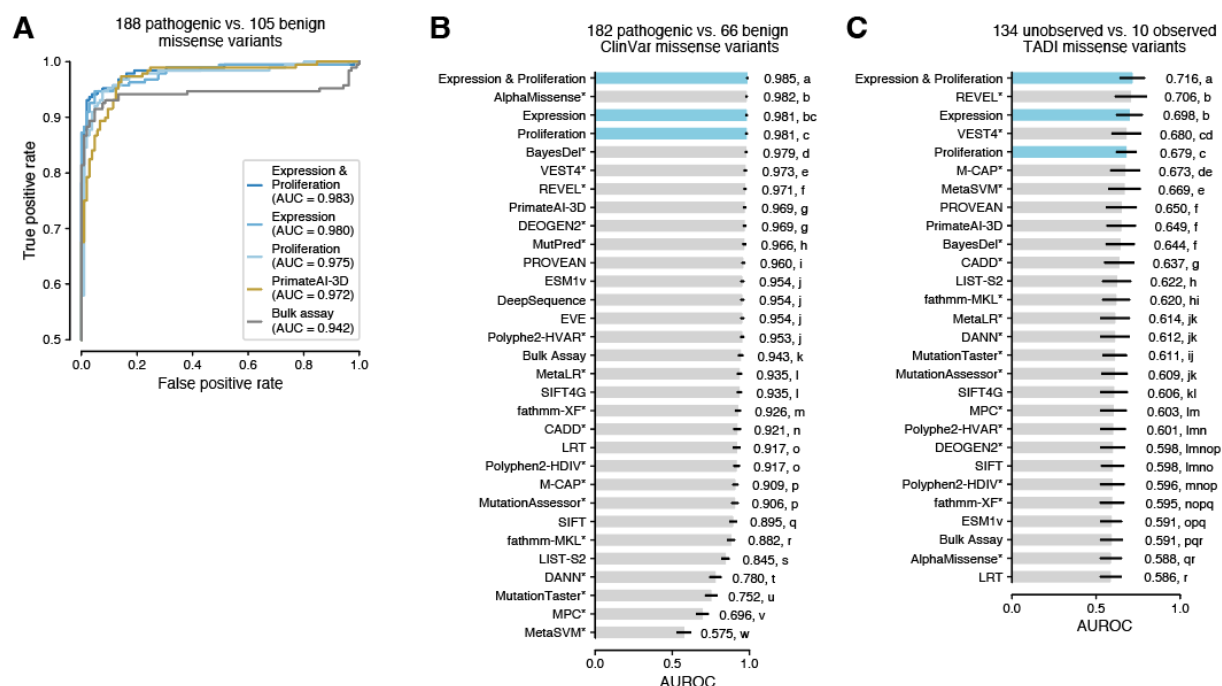 A
188 pathogenic vs. 105 benign
missense variants
True positive rate
1.0
0.9
0.8
0.7
0.6
0.5
0.0
0.2
0.4
0.6
0.8
1.0
False positive rate
Expression &
Proliferation
(AUC = 0.983)
Expression
(AUC = 0.980)
Proliferation
(AUC = 0.975)
PrimateAI-3D
(AUC = 0.972)
Bulk assay
(AUC = 0.942)
B
182 pathogenic vs. 66 benign
ClinVar missense variants
Expression & Proliferation 0.985, a
AlphaMissense* 0.982, b
Expression 0.981, bc
Proliferation 0.981, c
BayesDel* 0.979, d
VEST4* 0.973, e
REVEL* 0.971, f
PrimateAI-3D 0.969, g
DEOGEN2* 0.969, g
MutPred* 0.966, h
PROVEAN 0.960, i
ESM1v 0.954, j
DeepSequence 0.954, j
EVE 0.954, j
Polyphe2-HVAR* 0.953, j
Bulk Assay 0.943, k
MetaLR* 0.935, l
SIFT4G 0.935, l
fathmm-XF* 0.926, m
CADD* 0.921, n
LRT 0.917, o
Polyphen2-HDIV* 0.917, o
M-CAP* 0.909, p
MutationAssessor* 0.906, p
SIFT 0.895, q
fathmm-MKL* 0.882, r
LIST-S2 0.845, s
DANN* 0.780, t
MutationTaster* 0.752, u
MPC* 0.696, v
MetaSVM* 0.575, w
0.0
0.5
1.0
AUROC
C
134 unobserved vs. 10 observed
TADI missense variants
Expression & Proliferation 0.716, a
REVEL* 0.706, b
Expression 0.698, b
VEST4* 0.680, cd
Proliferation 0.679, c
M-CAP* 0.673, de
MetaSVM* 0.669, e
PROVEAN 0.650, f
PrimateAI-3D 0.649, f
BayesDel* 0.644, f
CADD* 0.637, g
LIST-S2 0.622, h
fathmm-MKL* 0.620, hi
MetaLR* 0.614, jk
DANN* 0.612, jk
MutationTaster* 0.611, ij
MutationAssessor* 0.609, jk
SIFT4G 0.606, kl
MPC* 0.603, lm
Polyphe2-HVAR* 0.601, lmn
DEOGEN2* 0.598, lmnop
SIFT 0.598, lmno
Polyphen2-HDIV* 0.596, mnop
fathmm-XF* 0.595, nopq
ESM1v 0.591, opq
Bulk Assay 0.591, pqr
AlphaMissense* 0.588, qr
LRT 0.586, r
0.0
0.5
1.0
AUROC